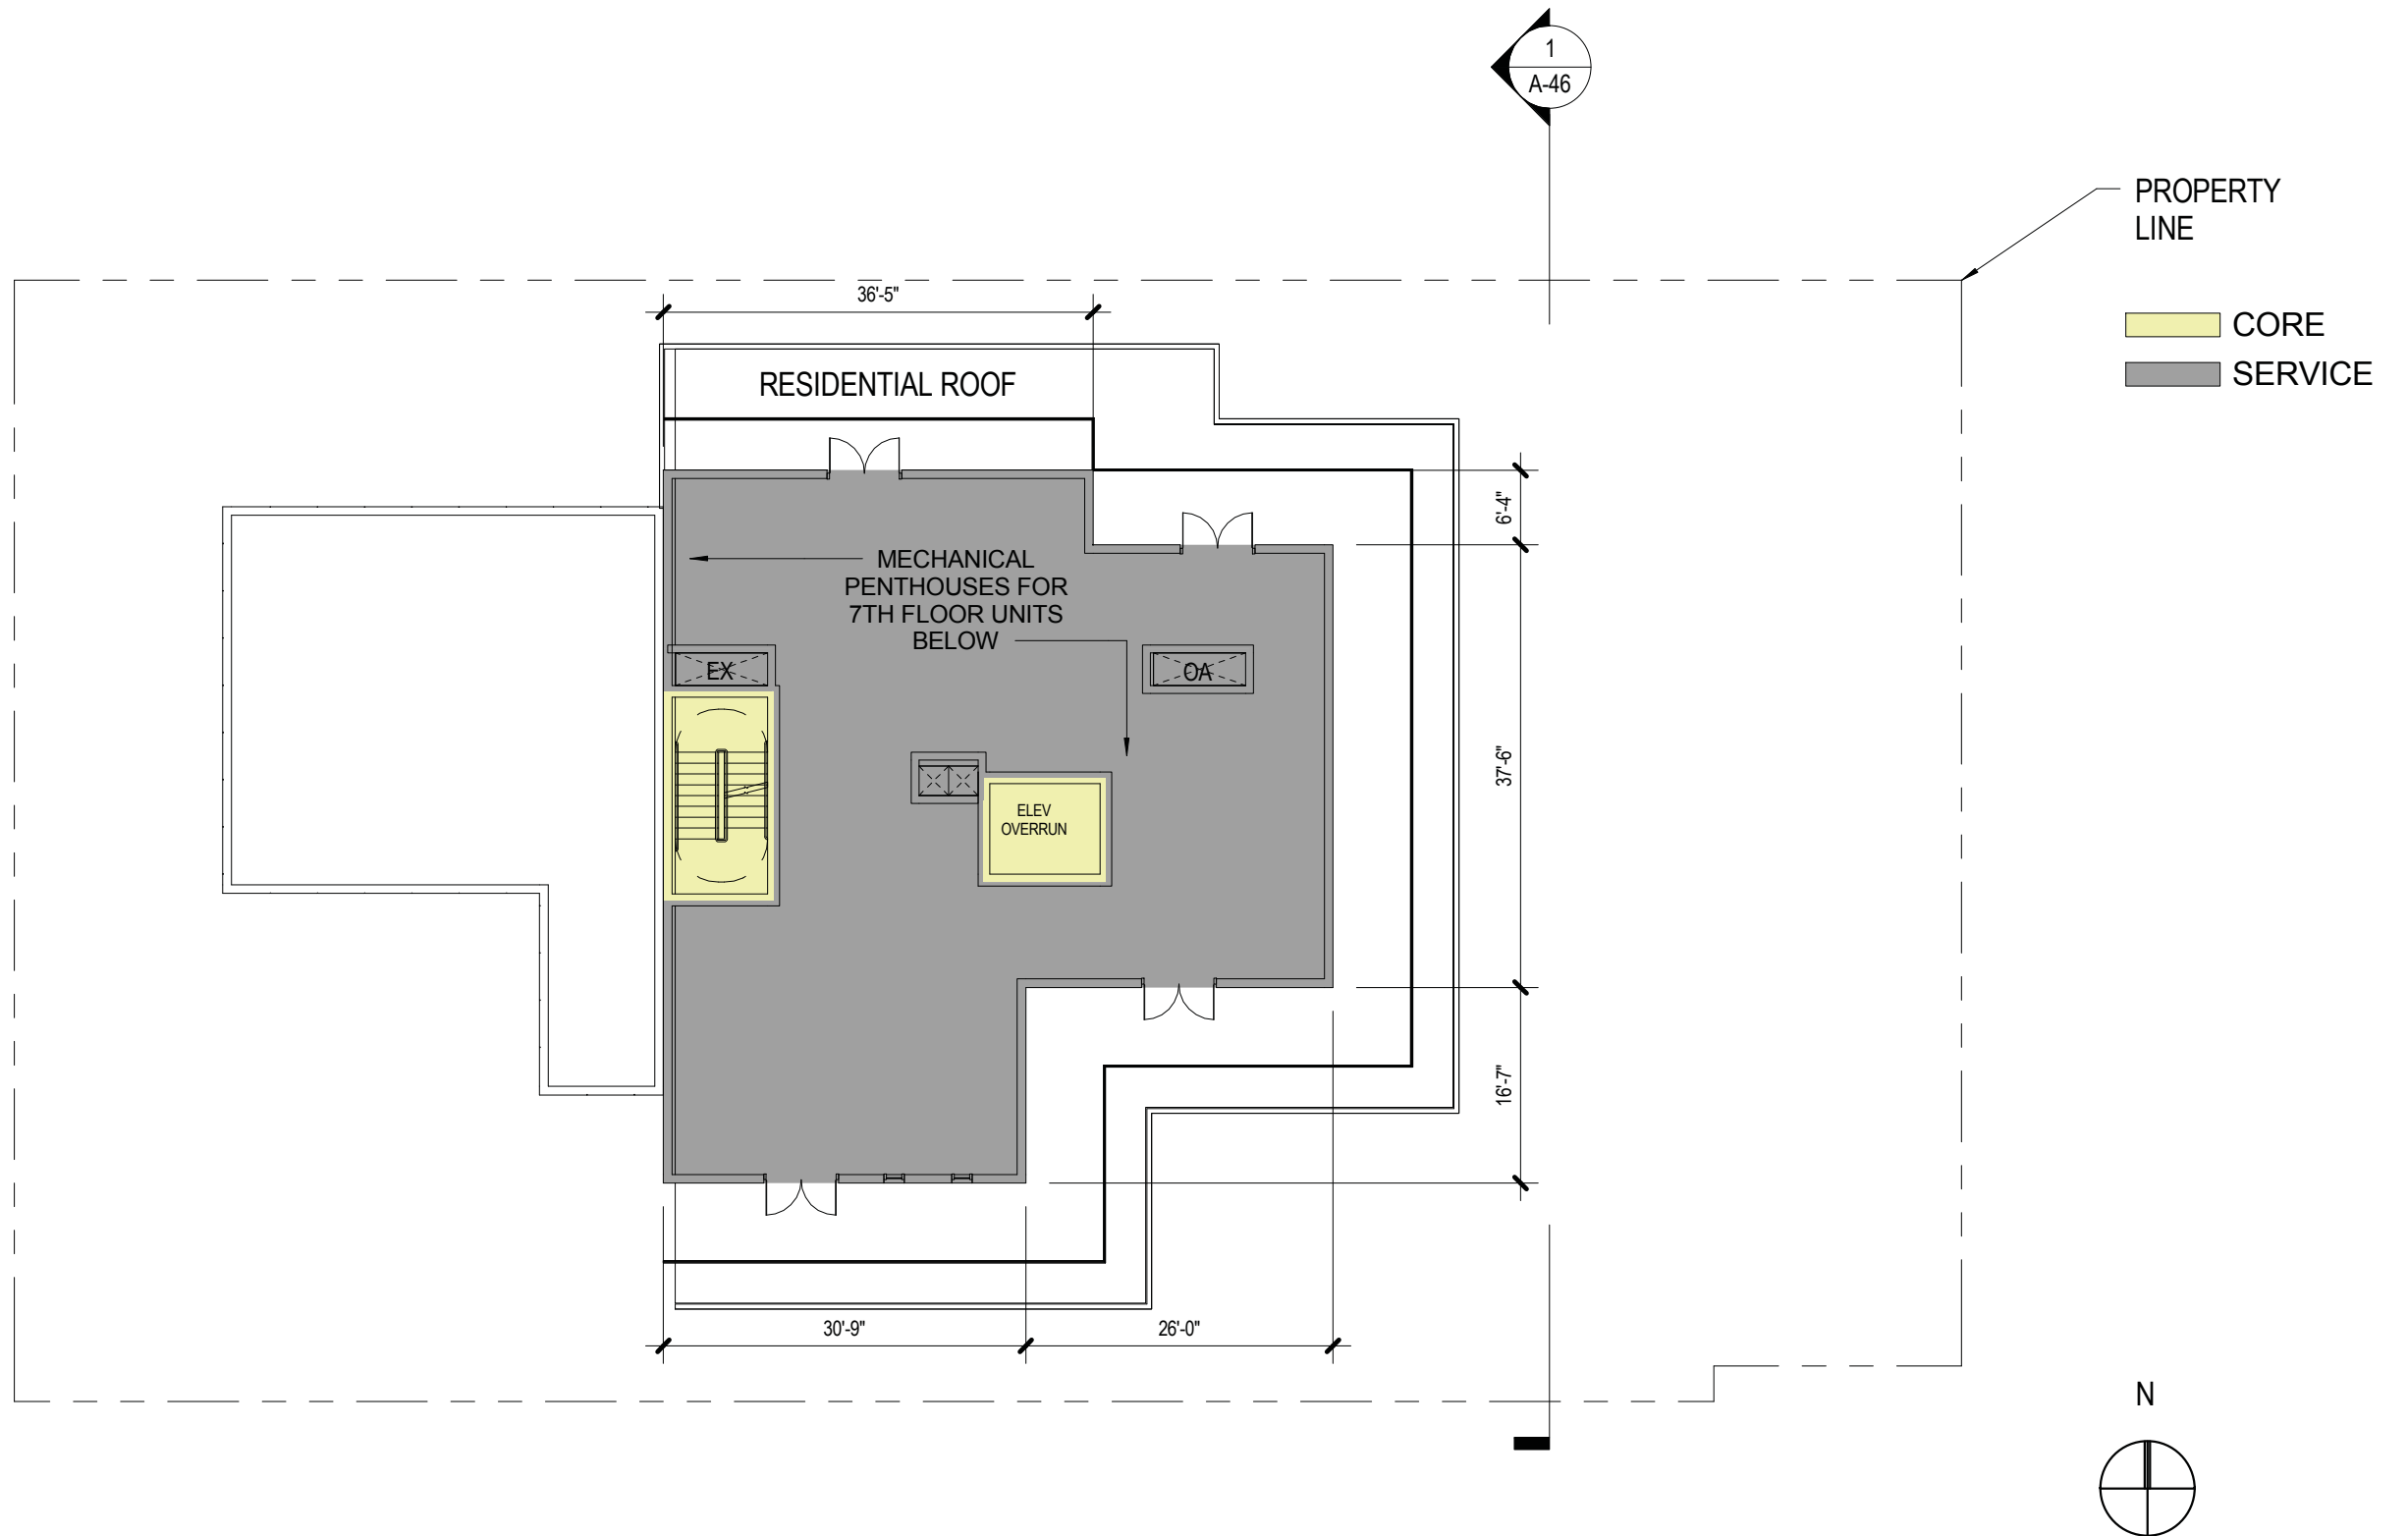 1
A-46
PROPERTY
LINE
36'-5"
CORE
RESIDENTIAL ROOF
SERVICE
6'-4"
MECHANICAL
PENTHOUSES FOR
7TH FLOOR UNITS
BELOW
EX
OA
37'-6"
ELEV
OVERRUN
16'-7"
30'-9"
26'-0"
N